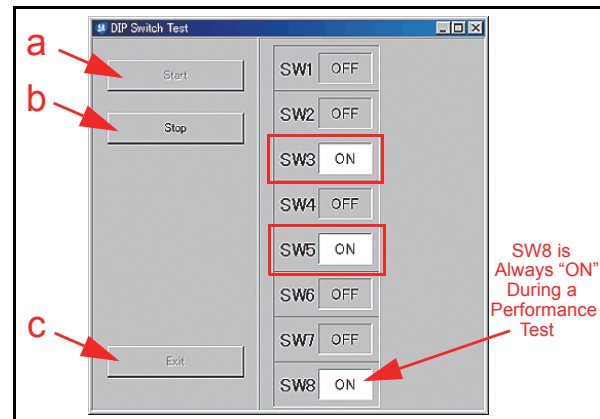 DIP Switch Test
a
Start
b
Stop
c
Exit
SW1 OFF
SW2 OFF
SW3 ON
SW4 OFF
SW5 ON
SW6 OFF
SW7 OFF
SW8 ON
SW8 is
Always “ON”
During a
Performance
Test